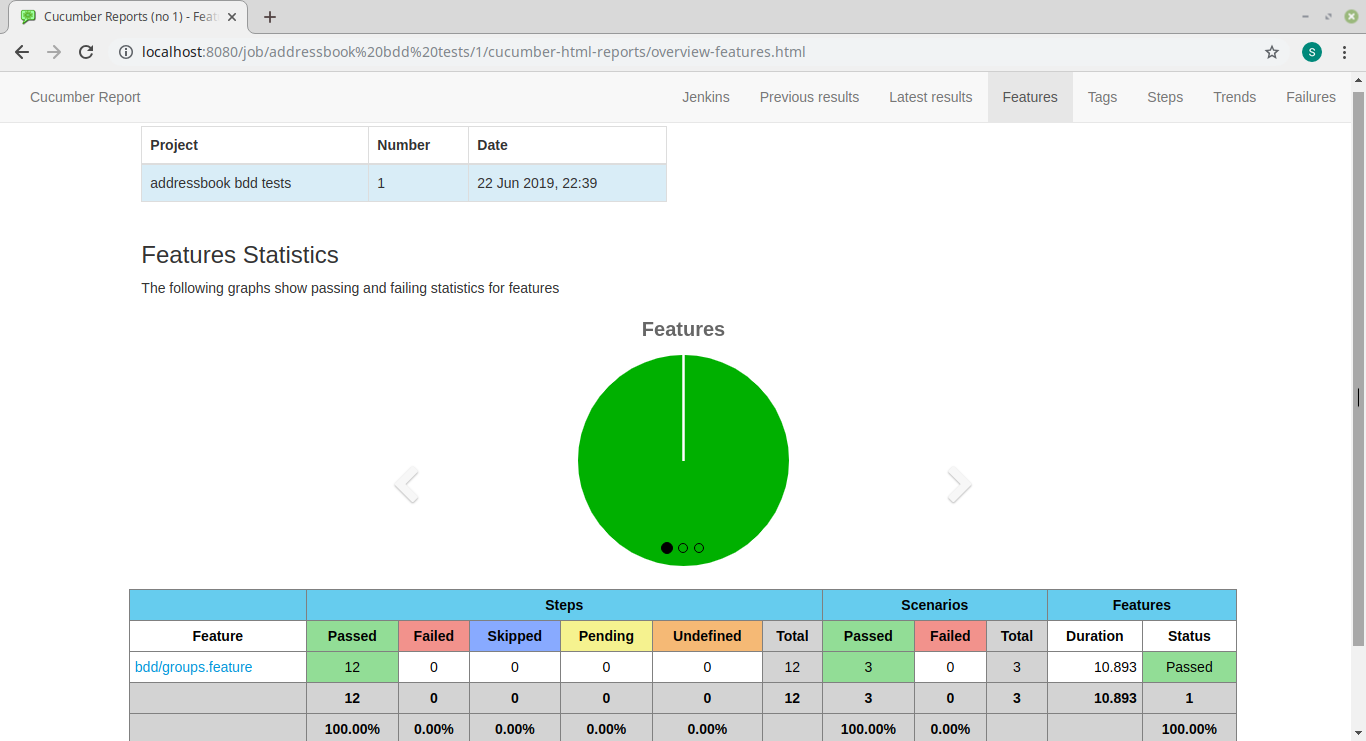 Cucumber Reports (no 1) - Feat
localhost:8080/job/addressbook%20bdd%20tests/1/cucumber-html-reports/overview-features.html
S
Cucumber Report Jenkins Previous results Latest results Features Tags Steps Trends Failures
Project Number Date
addressbook bdd tests 1 22 Jun 2019, 22:39
Features Statistics
The following graphs show passing and failing statistics for features
Features
Steps Scenarios Features
Feature Passed Failed Skipped Pending Undefined Total Passed Failed Total Duration Status
bdd/groups.feature 12 0 0 0 0 12 3 0 3 10.893 Passed
12 0 0 0 0 12 3 0 3 10.893 1
100.00% 0.00% 0.00% 0.00% 0.00% 100.00% 0.00% 100.00%